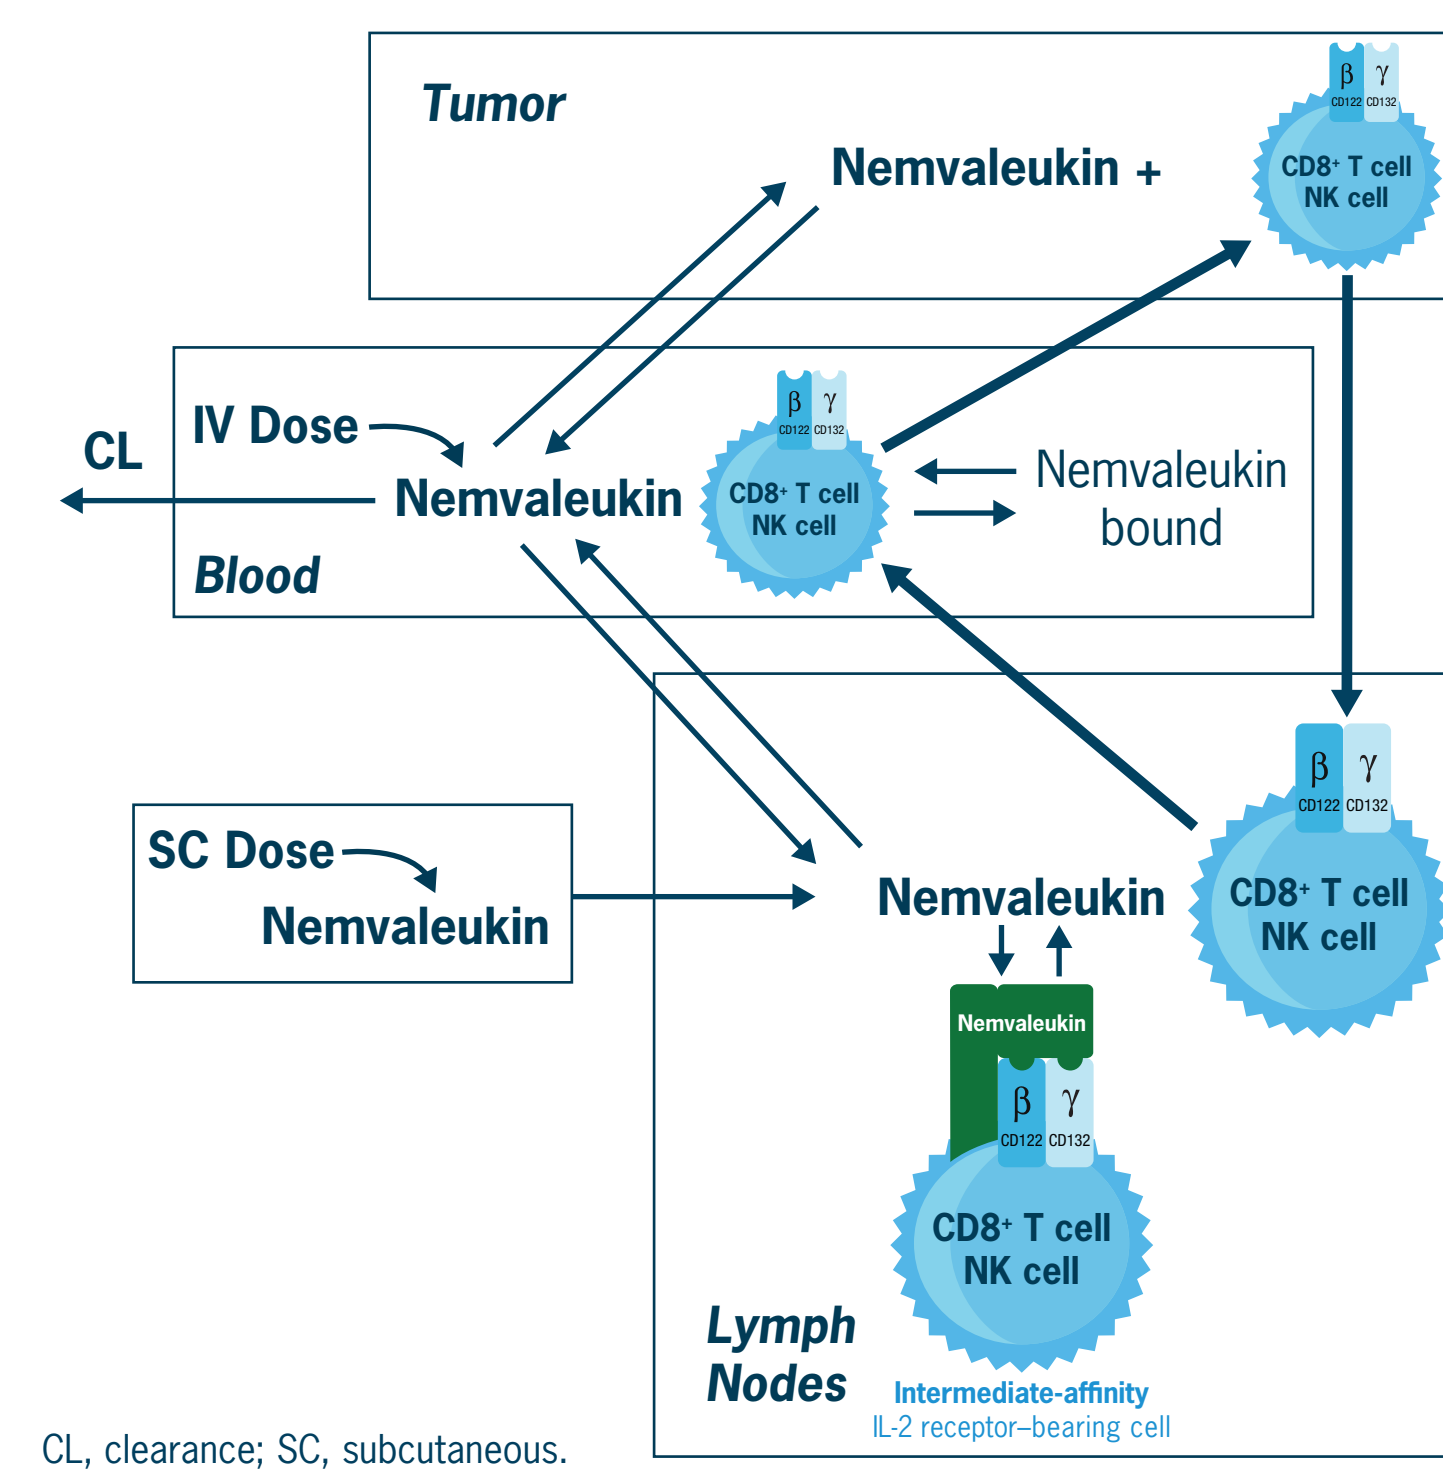 Tumor
β γ
CD122 CD132
Nemvaleukin +
CD8+ T cell
NK cell
IV Dose
CL
Nemvaleukin
Blood
β γ
CD122 CD132
CD8+ T cell
NK cell
Nemvaleukin
bound
SC Dose
Nemvaleukin
Nemvaleukin
β γ
CD122 CD132
CD8+ T cell
NK cell
Nemvaleukin
β γ
CD122 CD132
CD8+ T cell
NK cell
Lymph
Nodes
Intermediate-affinity
IL-2 receptor–bearing cell
CL, clearance; SC, subcutaneous.